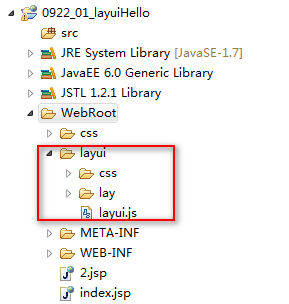 0922_01_layuiHello
src
JRE System Library [JavaSE-1.7]
JavaEE 6.0 Generic Library
JSTL 1.2.1 Library
WebRoot
css
layui
css
lay
layui.js
META-INF
WEB-INF
2.jsp
index.jsp